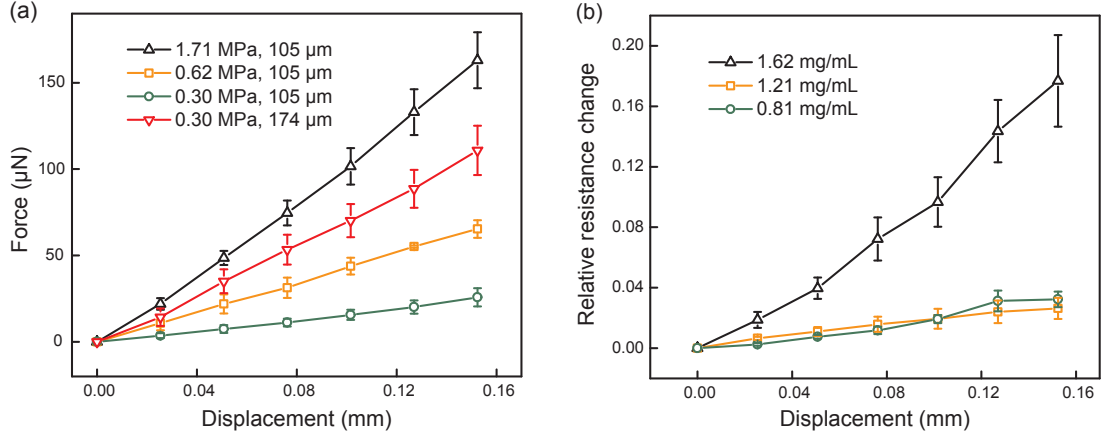 (a)
1.71 MPa, 105 µm
0.62 MPa, 105 µm
0.30 MPa, 105 µm
0.30 MPa, 174 µm
150
100
50
0
Force (µN)
0.00 0.04 0.08 0.12 0.16
Displacement (mm)
(b)
1.62 mg/mL
1.21 mg/mL
0.81 mg/mL
0.20
0.16
0.12
0.08
0.04
0.00
Relative resistance change
0.00 0.04 0.08 0.12 0.16
Displacement (mm)